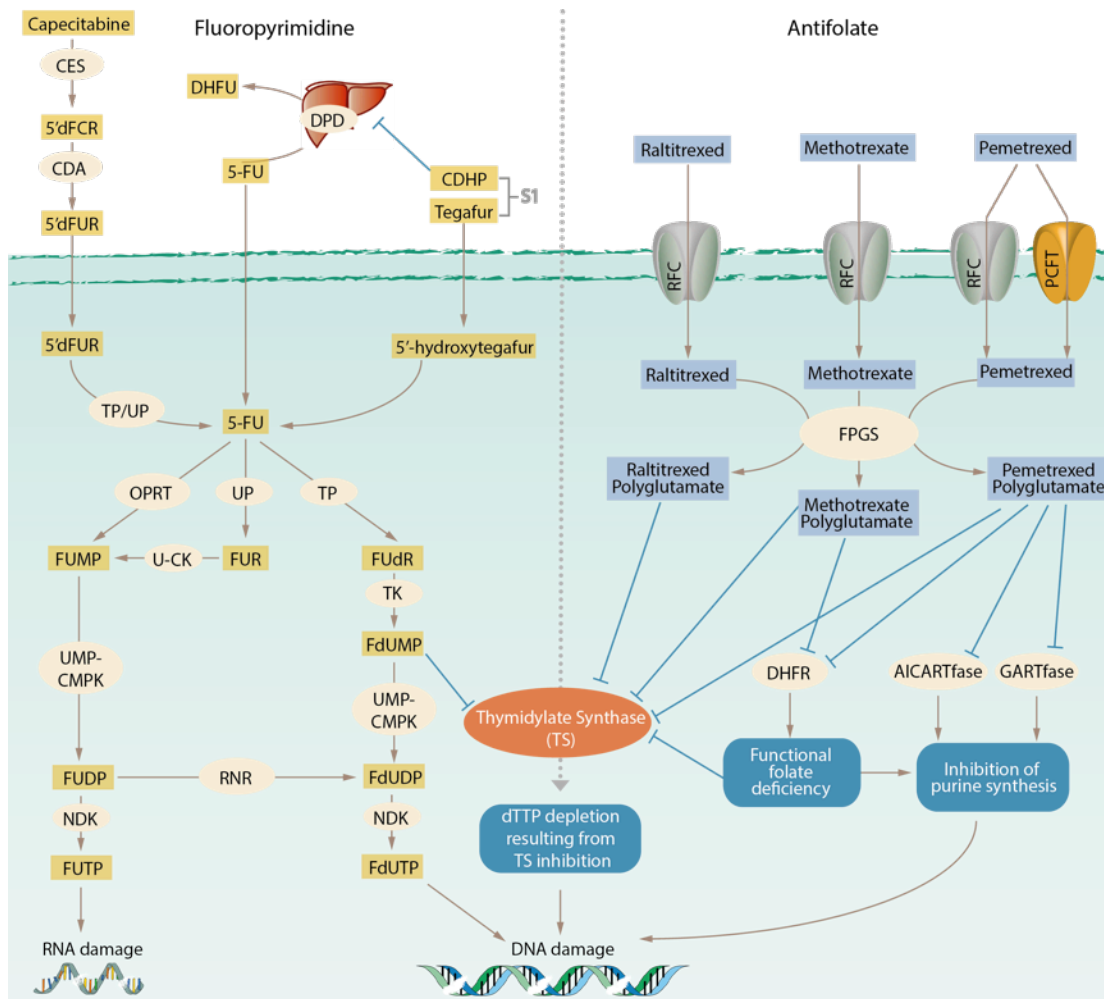 Fluoropyrimidine
Antifolate
Capecitabine
CES
5'dFCR
CDA
5'dFUR
DHFU
DPD
5-FU
CDHP
Tegafur
S1
Raltitrexed
Methotrexate
Pemetrexed
RFC
RFC
RFC
PCFT
5'dFUR
5'-hydroxytegafur
Raltitrexed
Methotrexate
Pemetrexed
TP/UP
5-FU
FPGS
OPRT
UP
TP
Raltitrexed
Polyglutamate
Methotrexate
Polyglutamate
Pemetrexed
Polyglutamate
FUMP
U-CK
FUR
FUdR
TK
FdUMP
UMP-
CMPK
UMP-
CMPK
DHFR
AICARTfase
GARTfase
Thymidylate Synthase
(TS)
FUDP
RNR
FdUDP
Functional
folate
deficiency
Inhibition of
purine synthesis
NDK
NDK
dTTP depletion
resulting from
TS inhibition
FUTP
FdUTP
RNA damage
DNA damage